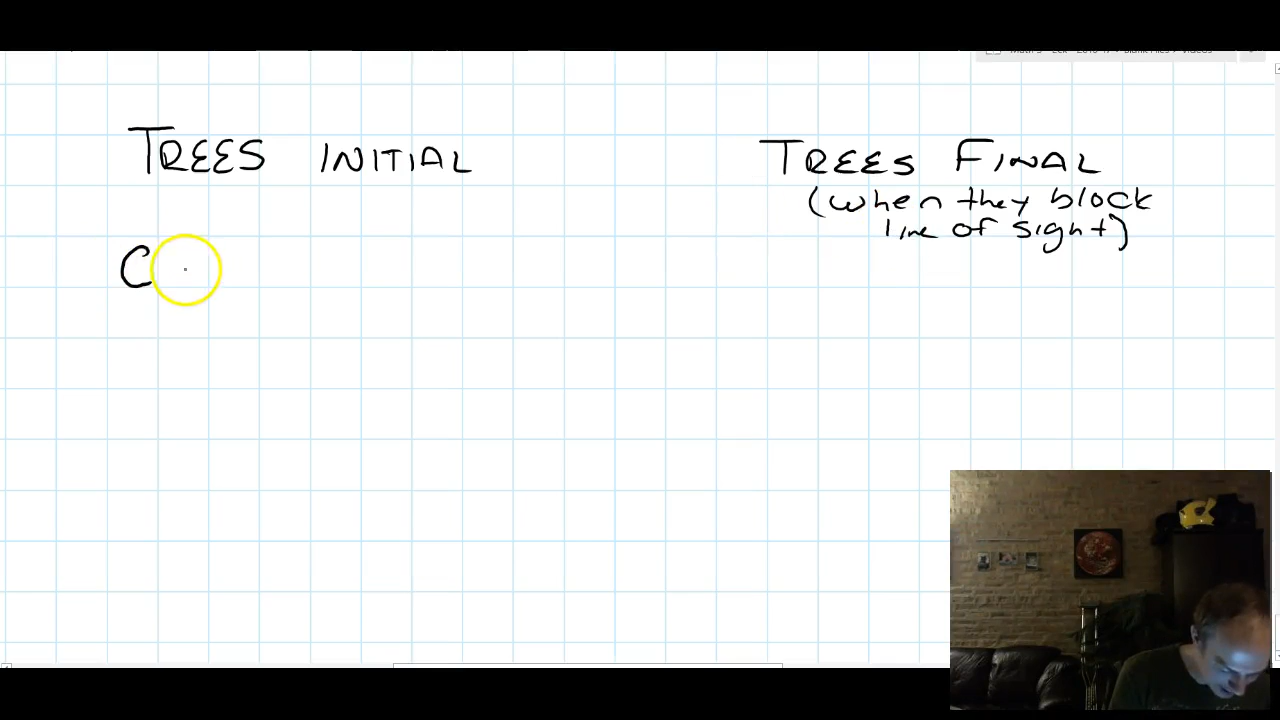 TREES INITIAL
TREES FINAL
(when they block
line of sight)
C